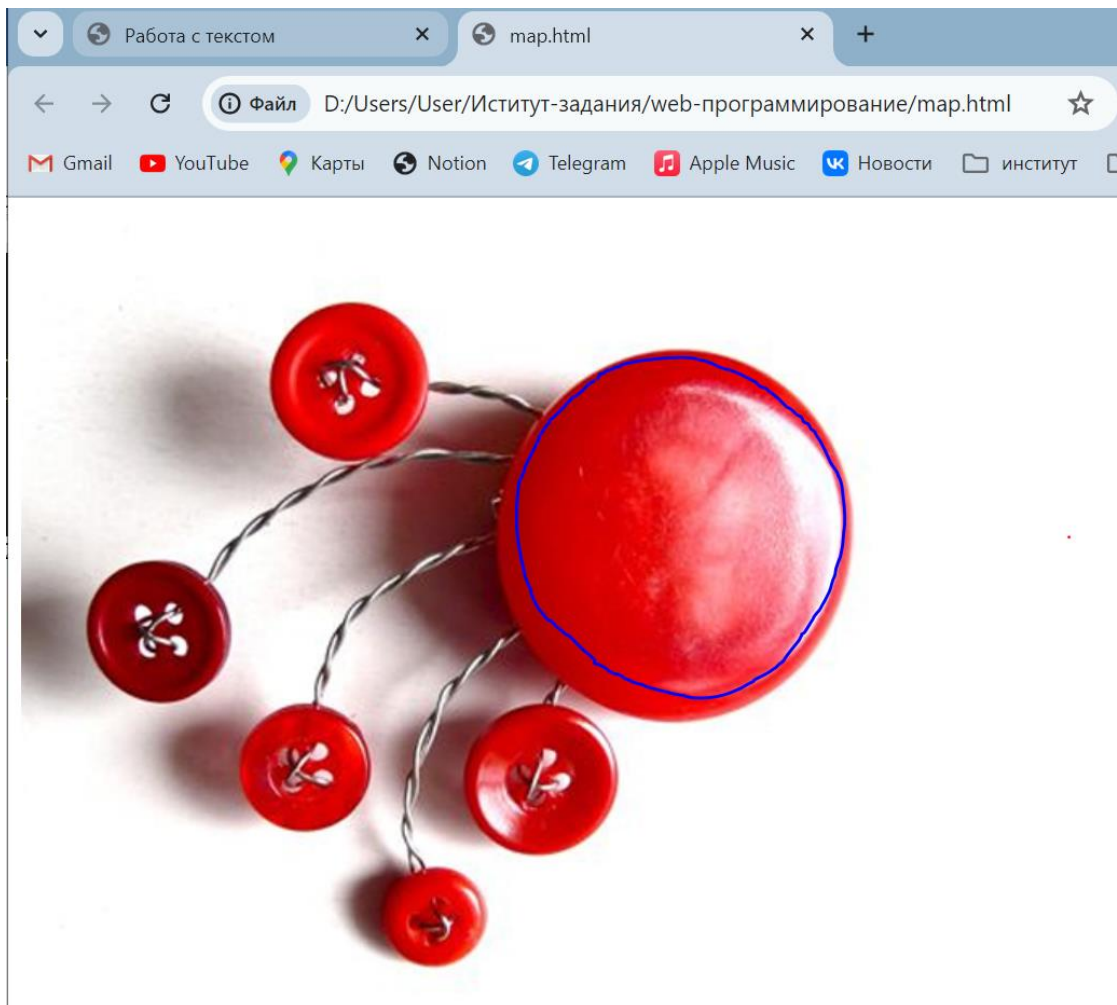 Работа с текстом
map.html
Файл D:/Users/User/Иститут-задания/web-программирование/map.html
Gmail YouTube Карты Notion Telegram Apple Music Новости институт